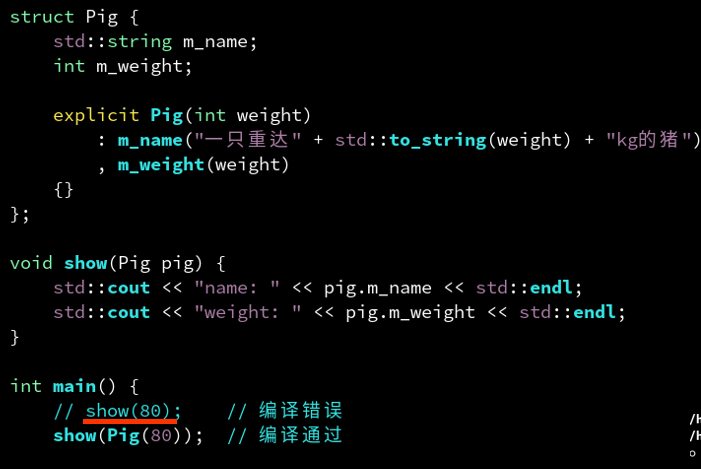 struct Pig {
    std::string m_name;
    int m_weight;

    explicit Pig(int weight)
        : m_name("一只重达" + std::to_string(weight) + "kg的猪")
        , m_weight(weight)
    {}
};

void show(Pig pig) {
    std::cout << "name: " << pig.m_name << std::endl;
    std::cout << "weight: " << pig.m_weight << std::endl;
}

int main() {
    // show(80);    // 编译错误
    show(Pig(80));  // 编译通过